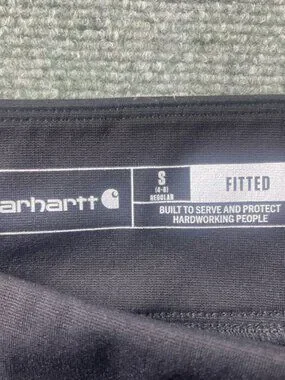 arhartt
S
(4-6)
REGULAR
FITTED
BUILT TO SERVE AND PROTECT
HARDWORKING PEOPLE